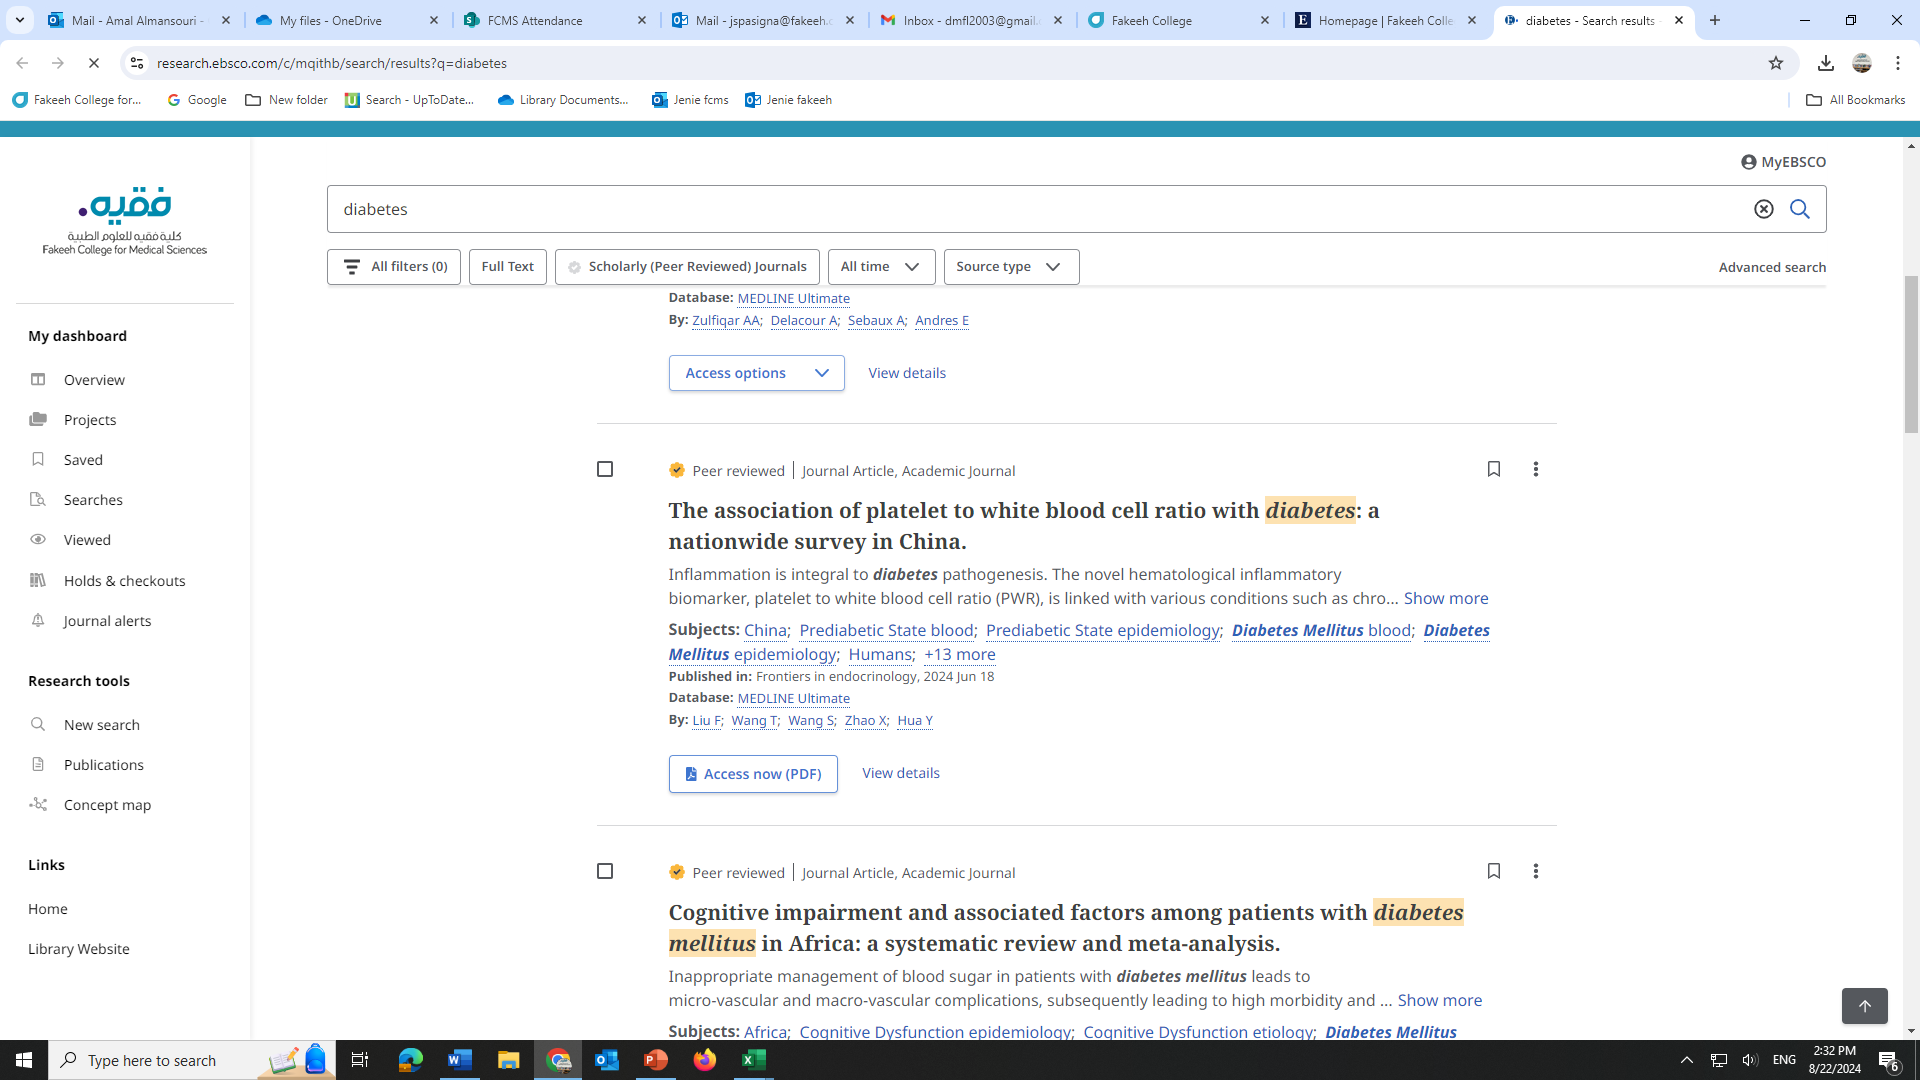 Mail - Amal Almansouri -
My files - OneDrive
FCMS Attendance
Mail - jspasigna@fakeeh.c
Inbox - dmfl2003@gmail.c
Fakeeh College
Homepage | Fakeeh Colle
diabetes - Search results
research.ebsco.com/c/mqithb/search/results?q=diabetes
Fakeeh College for...
Google
New folder
Search - UpToDate...
Library Documents...
Jenie fcms
Jenie fakeeh
All Bookmarks
فقيه
كلية فقيه للعلوم الطبية
Fakeeh College for Medical Sciences
MyEBSCO
diabetes
All filters (0)
Full Text
Scholarly (Peer Reviewed) Journals
All time
Source type
Advanced search
My dashboard
Overview
Projects
Saved
Searches
Viewed
Holds & checkouts
Journal alerts
Research tools
New search
Publications
Concept map
Links
Home
Library Website
Database: MEDLINE Ultimate
By: Zulfiqar AA; Delacour A; Sebaux A; Andres E
Access options
View details
Peer reviewed | Journal Article, Academic Journal
The association of platelet to white blood cell ratio with diabetes: a
nationwide survey in China.
Inflammation is integral to diabetes pathogenesis. The novel hematological inflammatory
biomarker, platelet to white blood cell ratio (PWR), is linked with various conditions such as chro... Show more
Subjects: China; Prediabetic State blood; Prediabetic State epidemiology; Diabetes Mellitus blood; Diabetes
Mellitus epidemiology; Humans; +13 more
Published in: Frontiers in endocrinology, 2024 Jun 18
Database: MEDLINE Ultimate
By: Liu F; Wang T; Wang S; Zhao X; Hua Y
Access now (PDF)
View details
Peer reviewed | Journal Article, Academic Journal
Cognitive impairment and associated factors among patients with diabetes
mellitus in Africa: a systematic review and meta-analysis.
Inappropriate management of blood sugar in patients with diabetes mellitus leads to
micro-vascular and macro-vascular complications, subsequently leading to high morbidity and ... Show more
Subjects: Africa; Cognitive Dysfunction epidemiology; Cognitive Dysfunction etiology; Diabetes Mellitus
Type here to search
ENG
2:32 PM
8/22/2024
6